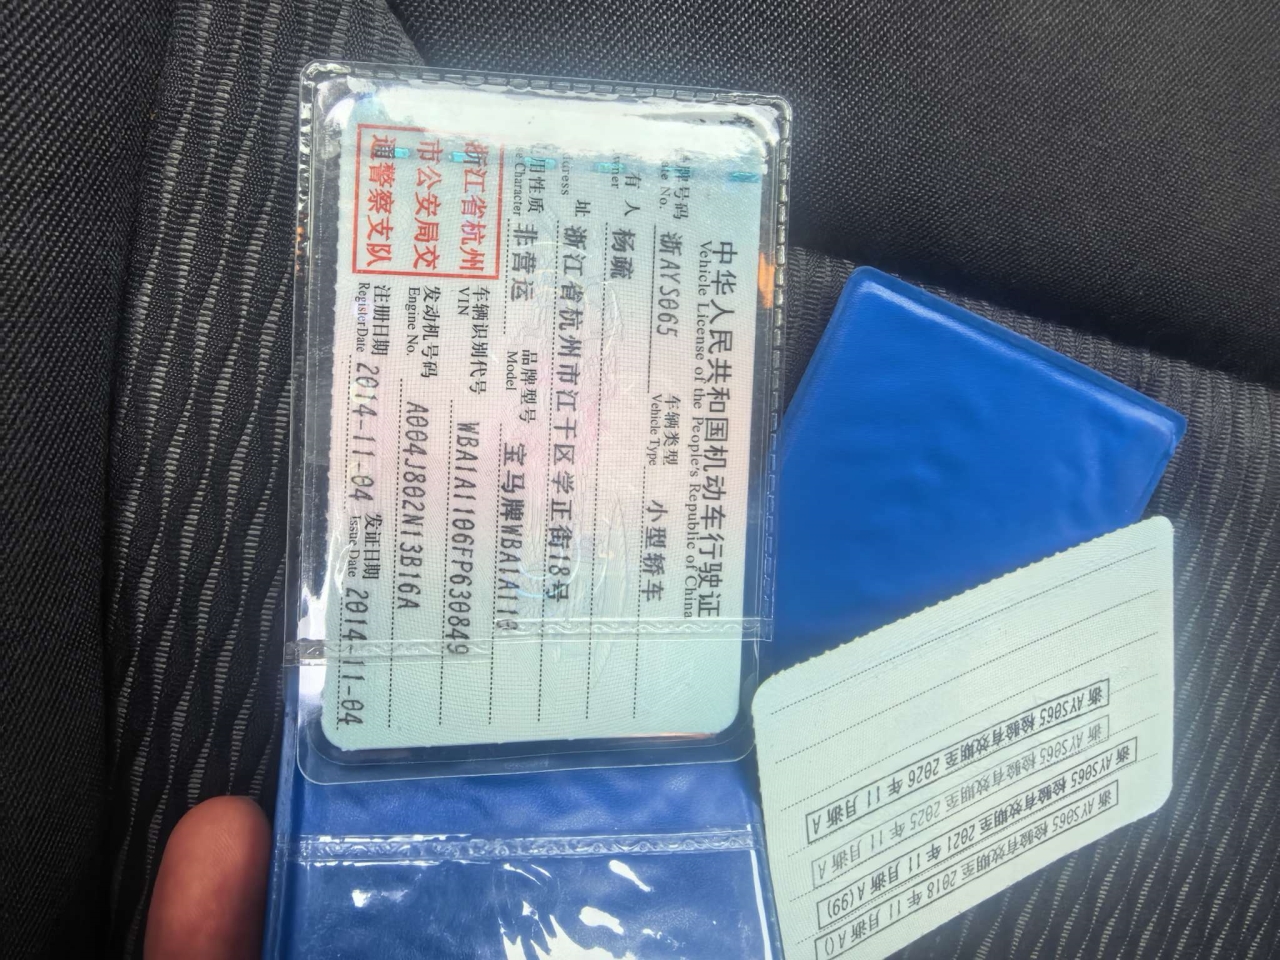 中华人民共和国机动车行驶证
Vehicle License of the People's Republic of China
牌号码 浙AYS065 车辆类型 小型轿车
No. Vehicle Type
有人 杨疏
址 浙江省杭州市江干区学正街18号
用性质 非营运 品牌型号 宝马牌WBA1A110
Character Model
浙江省杭州
市公安局交
通警察支队
车辆识别代号 WBA1A1106FP630849
VIN
发动机号码 A004J802N13B16A
Engine No.
注册日期 2014-11-04 发证日期 2014-11-04
Register Date Issue Date
浙AYS065 检验有效期至 2018年11月浙A()
浙AYS065 检验有效期至 2021年11月浙A(99)
浙AYS065 检验有效期至 2025年11月浙A
浙AYS065 检验有效期至 2026年11月浙A